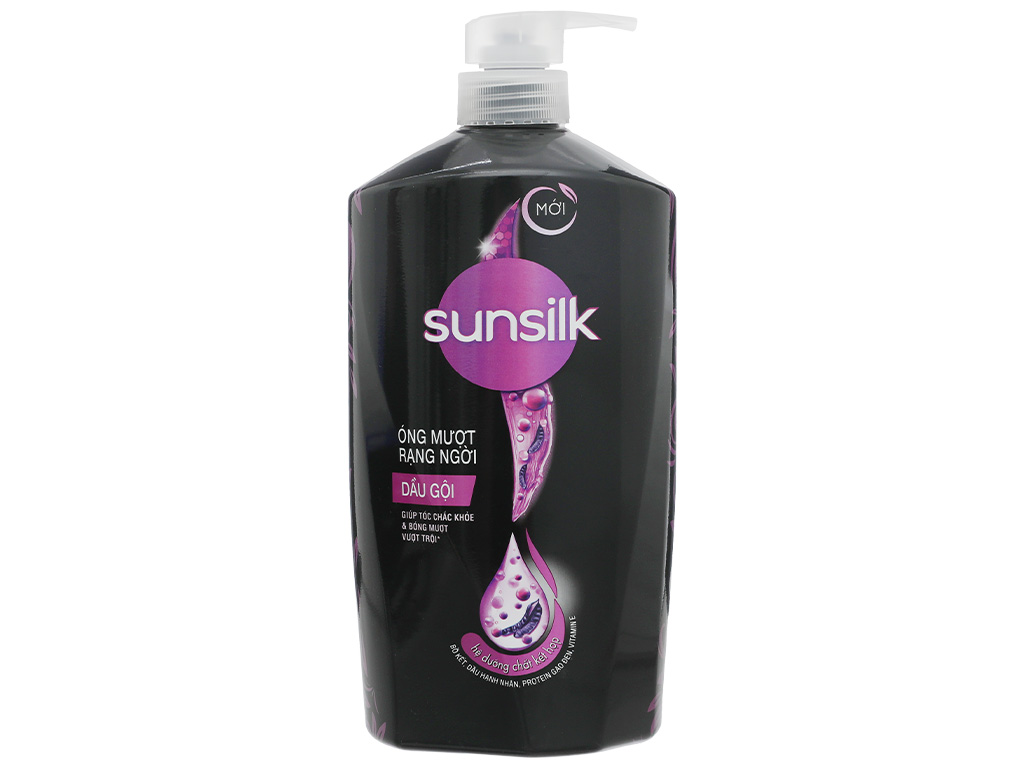 MỚI
sunsilk
ÓNG MƯỢT
RẠNG NGỜI
DẦU GỘI
GIÚP TÓC CHẮC KHỎE
& BÓNG MƯỢT
VƯỢT TRỘI*
hệ dưỡng chất kết hợp
BỒ KẾT, DẦU HẠNH NHÂN, PROTEIN GẠO ĐEN, VITAMIN E